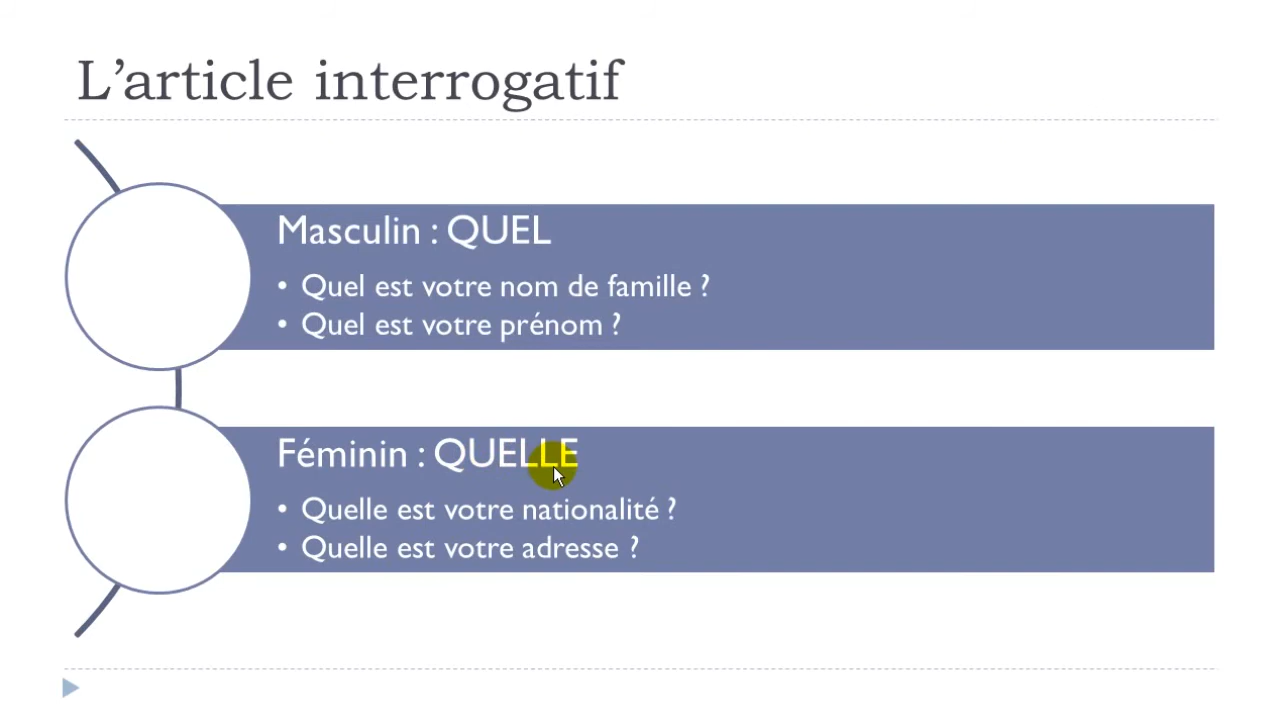 L’article interrogatif
Masculin : QUEL
• Quel est votre nom de famille ?
• Quel est votre prénom ?
Féminin : QUELLE
• Quelle est votre nationalité ?
• Quelle est votre adresse ?